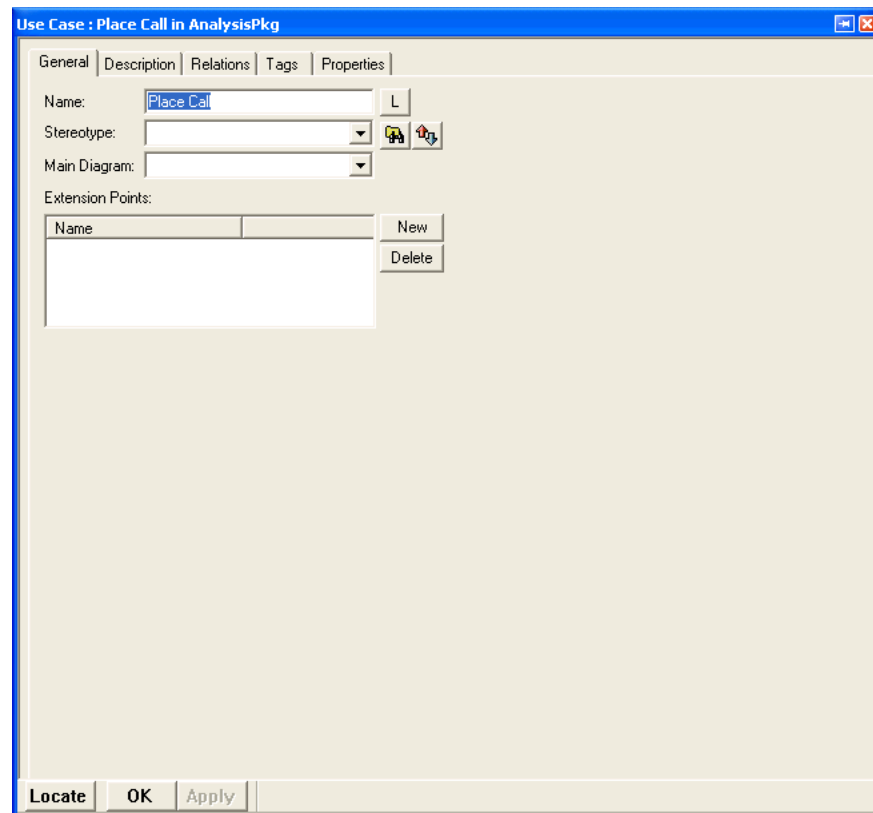 Use Case : Place Call in AnalysisPkg
General Description Relations Tags Properties
Name: Place Call L
Stereotype:
Main Diagram:
Extension Points:
Name New
Delete
Locate OK Apply